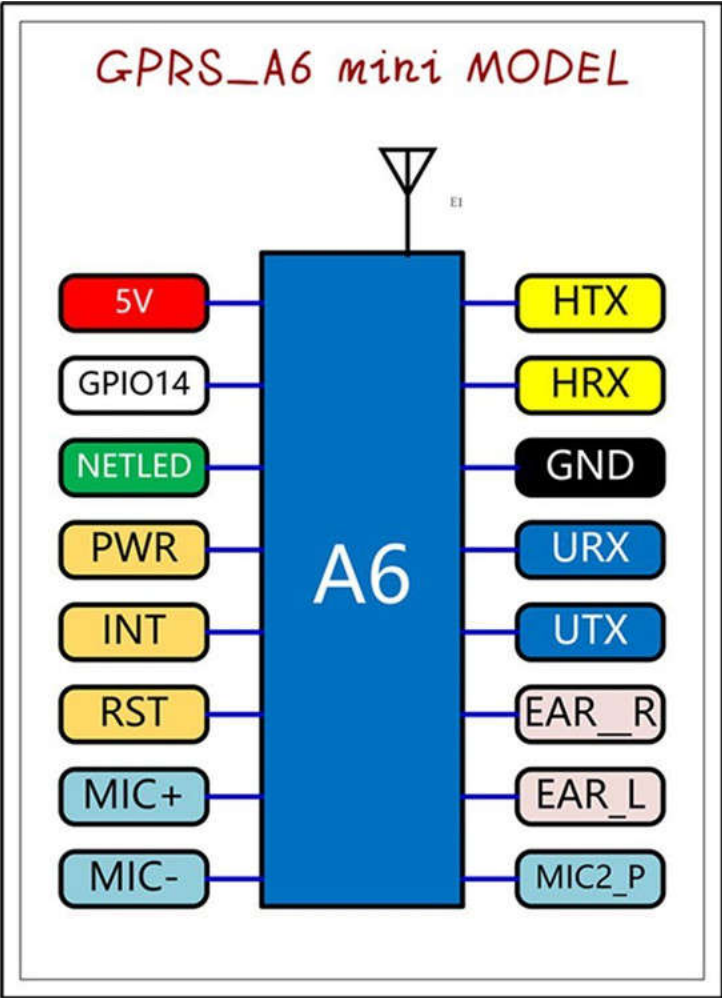 GPRS_A6 mini MODEL
E1
5V
HTX
GPIO14
HRX
NETLED
GND
PWR
URX
A6
INT
UTX
RST
EAR__R
MIC+
EAR_L
MIC-
MIC2_P